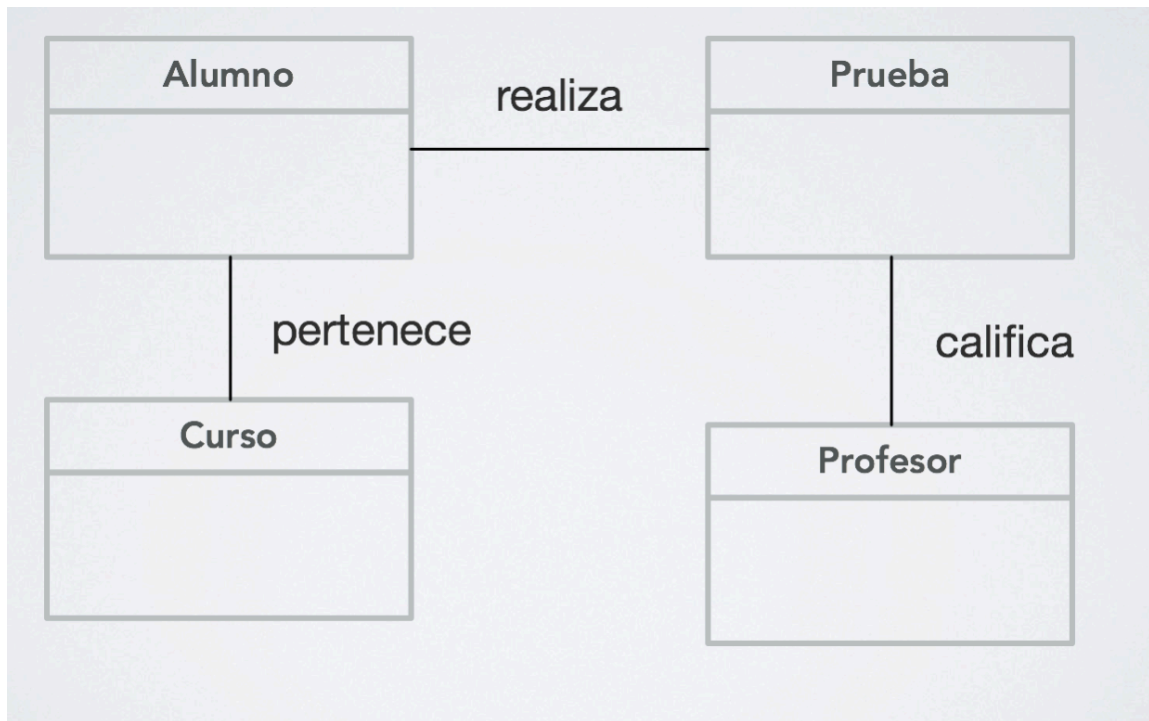 Alumno
realiza
Prueba
pertenece
califica
Curso
Profesor